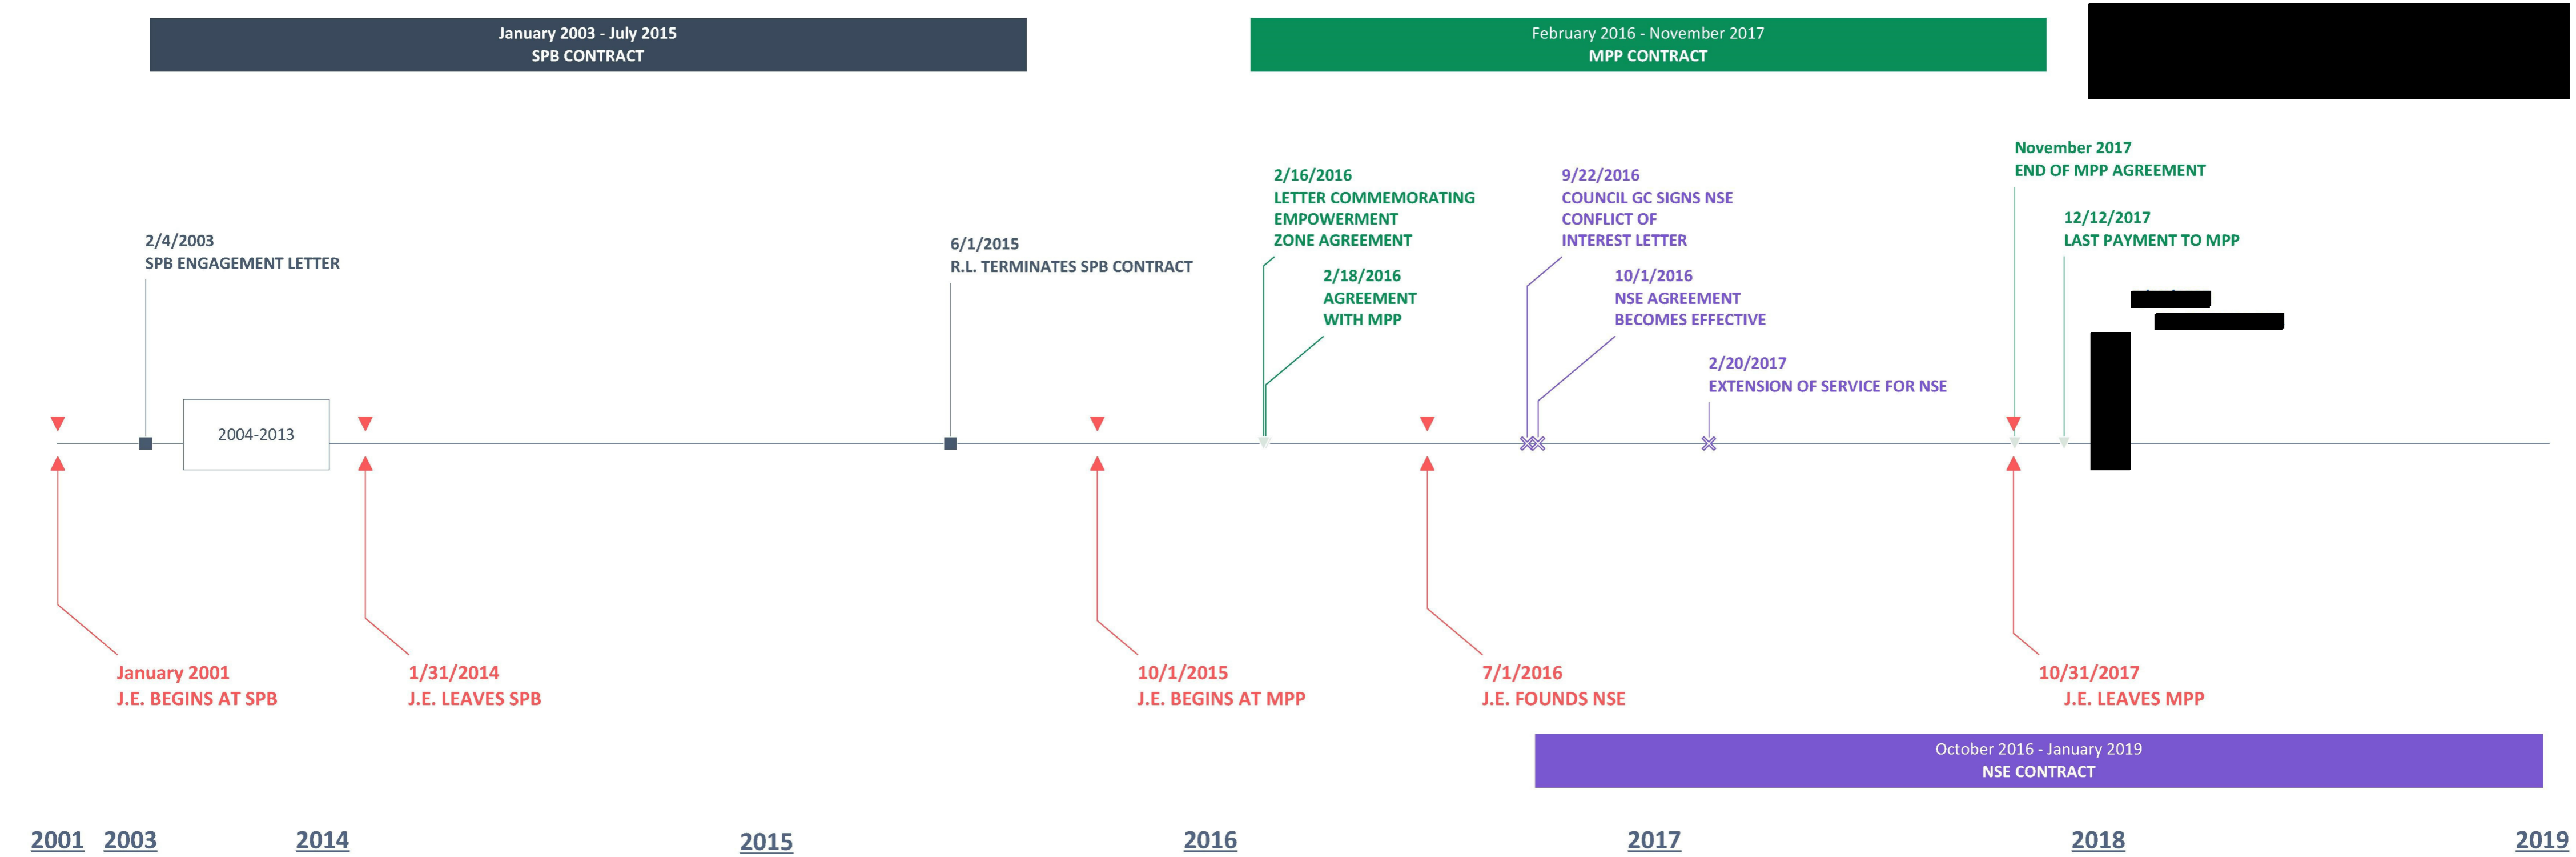 January 2003 - July 2015
SPB CONTRACT
February 2016 - November 2017
MPP CONTRACT
2/4/2003
SPB ENGAGEMENT LETTER
6/1/2015
R.L. TERMINATES SPB CONTRACT
2/16/2016
LETTER COMMEMORATING
EMPOWERMENT
ZONE AGREEMENT
2/18/2016
AGREEMENT
WITH MPP
9/22/2016
COUNCIL GC SIGNS NSE
CONFLICT OF
INTEREST LETTER
10/1/2016
NSE AGREEMENT
BECOMES EFFECTIVE
2/20/2017
EXTENSION OF SERVICE FOR NSE
November 2017
END OF MPP AGREEMENT
12/12/2017
LAST PAYMENT TO MPP
2004-2013
January 2001
J.E. BEGINS AT SPB
1/31/2014
J.E. LEAVES SPB
10/1/2015
J.E. BEGINS AT MPP
7/1/2016
J.E. FOUNDS NSE
10/31/2017
J.E. LEAVES MPP
October 2016 - January 2019
NSE CONTRACT
2001 2003 2014 2015 2016 2017 2018 2019